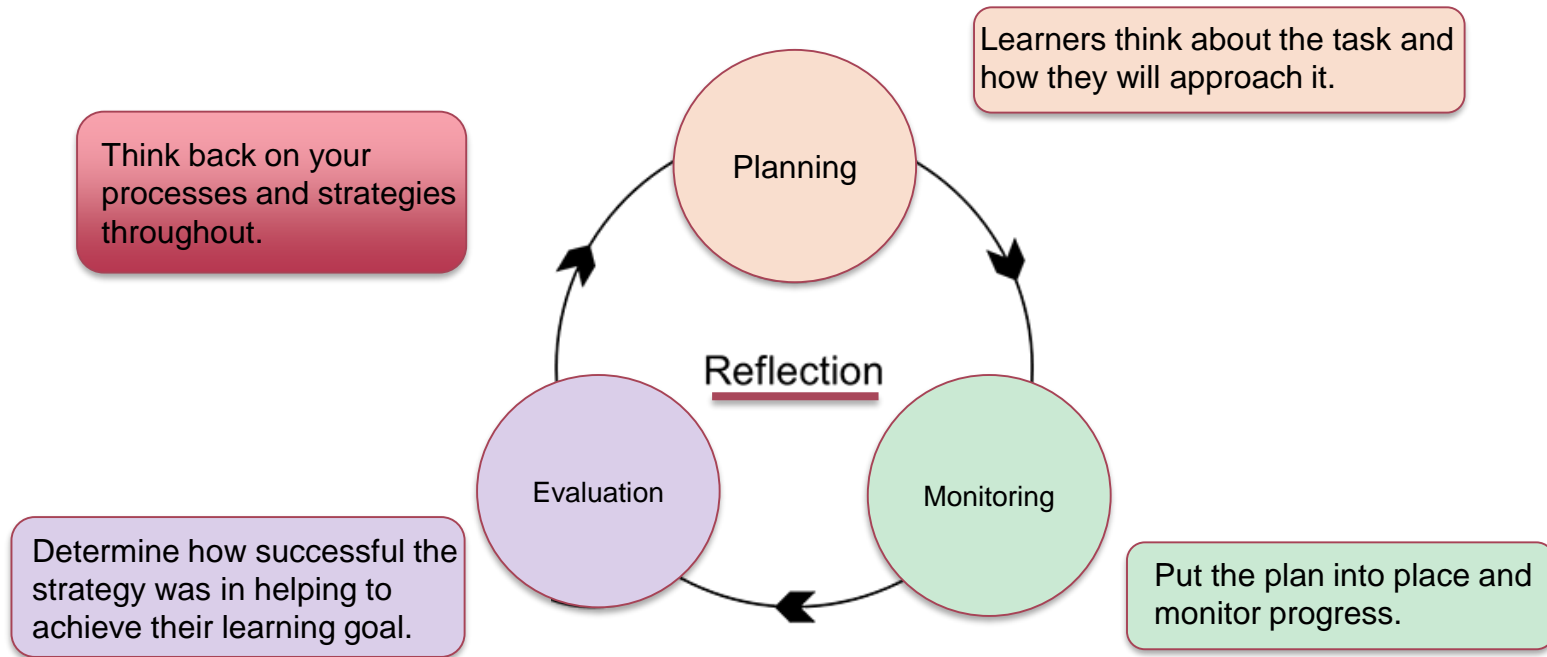 Learners think about the task and
how they will approach it.
Think back on your
processes and strategies
throughout.
Planning
Reflection
Evaluation
Monitoring
Determine how successful the
strategy was in helping to
achieve their learning goal.
Put the plan into place and
monitor progress.